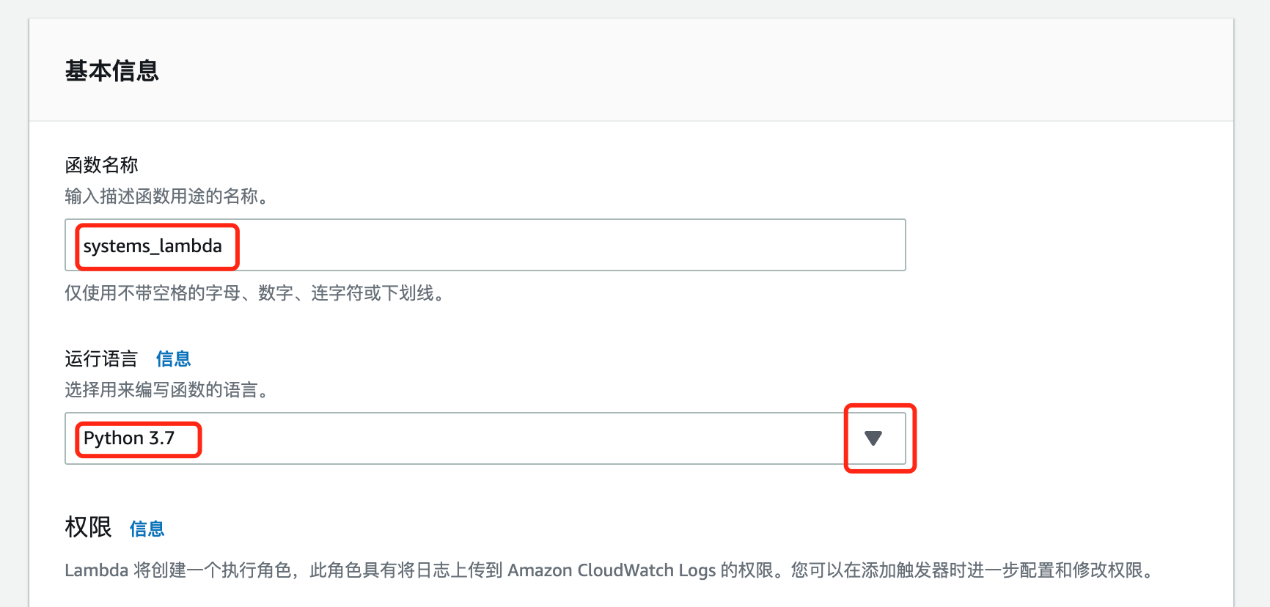 基本信息
函数名称
输入描述函数用途的名称。
systems_lambda
仅使用不带空格的字母、数字、连字符或下划线。
运行语言 信息
选择用来编写函数的语言。
Python 3.7
权限 信息
Lambda 将创建一个执行角色，此角色具有将日志上传到 Amazon CloudWatch Logs 的权限。您可以在添加触发器时进一步配置和修改权限。